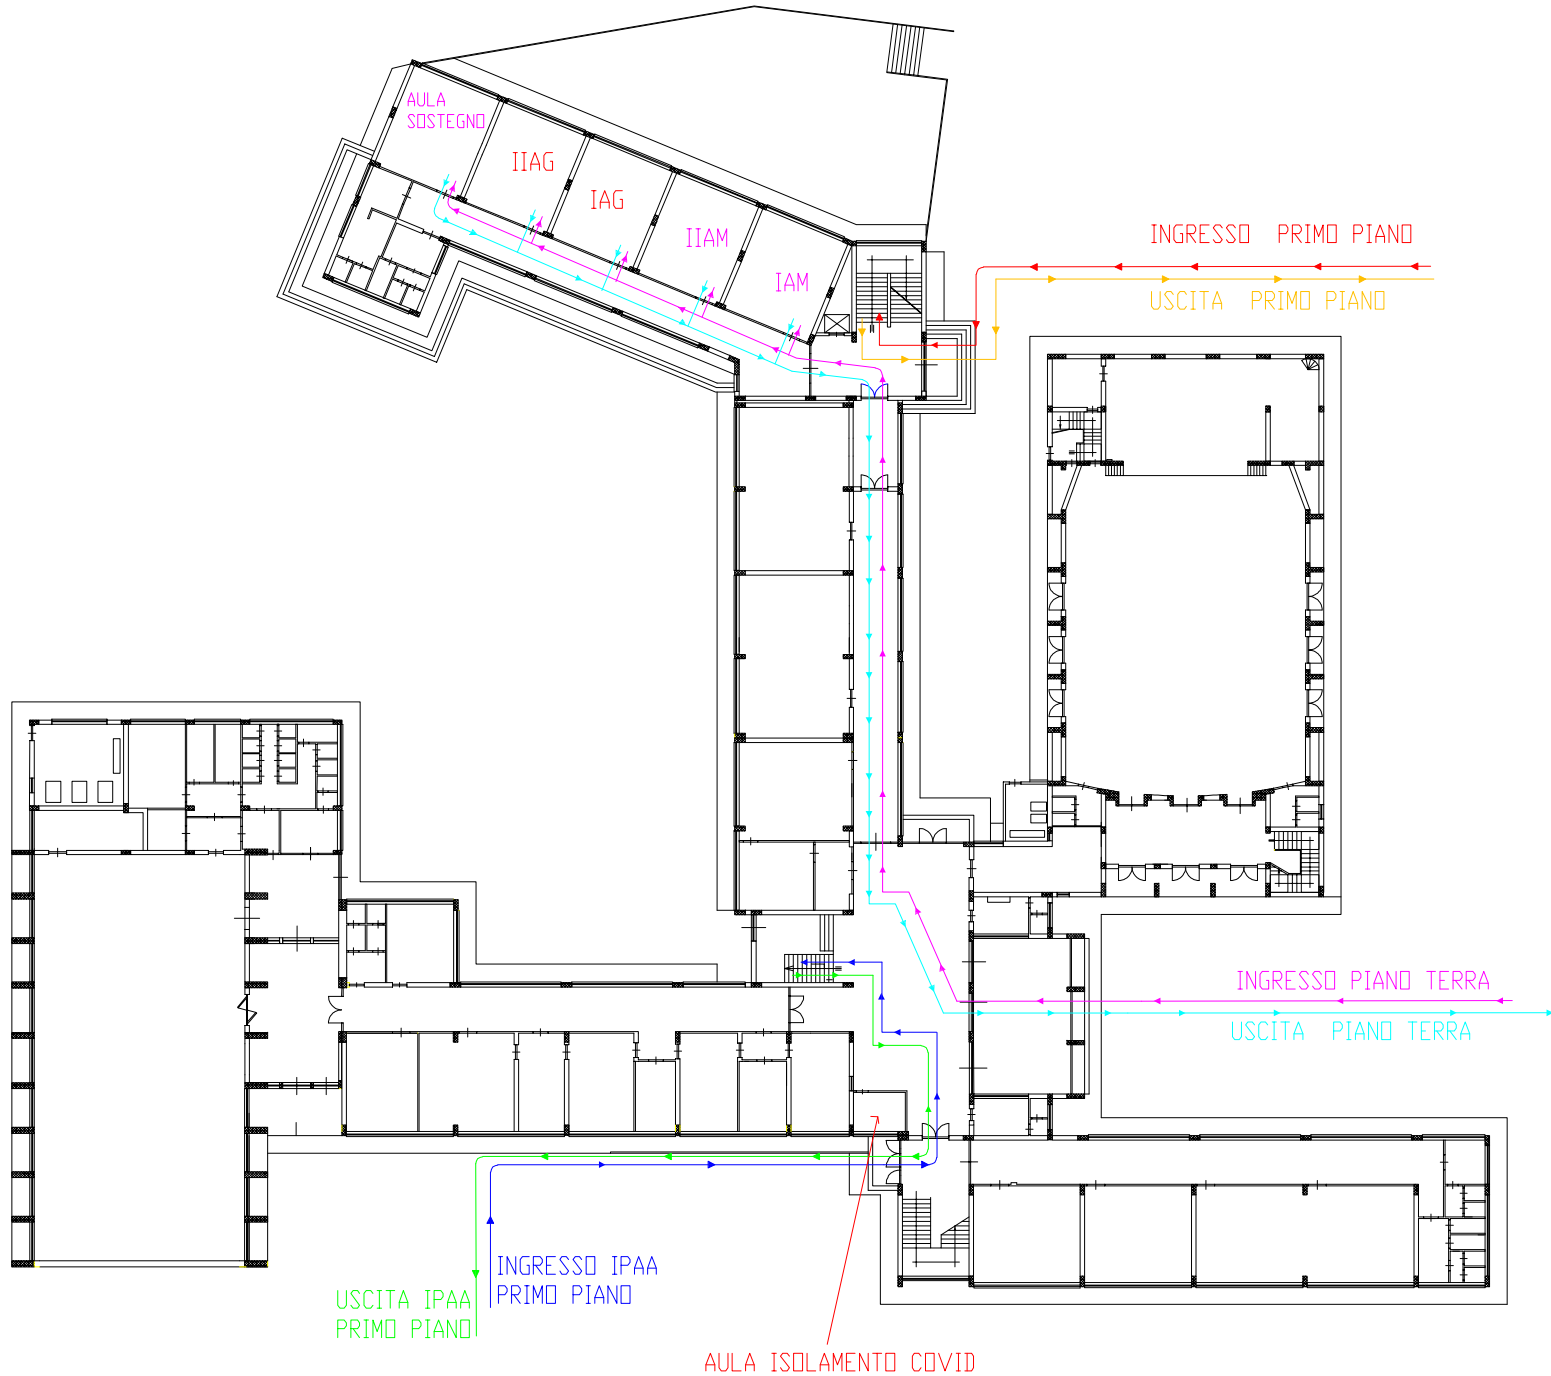 AULA
SOSTEGNO
IIAG
IAG
IIAM
IAM
INGRESSO PRIMO PIANO
USCITA PRIMO PIANO
INGRESSO PIANO TERRA
USCITA PIANO TERRA
INGRESSO IPAA
PRIMO PIANO
USCITA IPAA
PRIMO PIANO
AULA ISOLAMENTO COVID